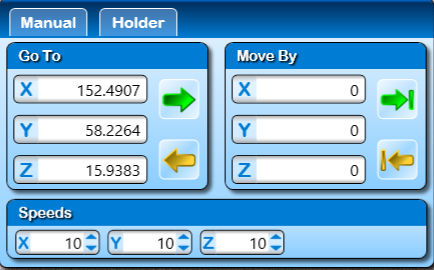 Manual Holder
Go To
X 152.4907
Y 58.2264
Z 15.9383
Move By
X 0
Y 0
Z 0
Speeds
X 10 Y 10 Z 10